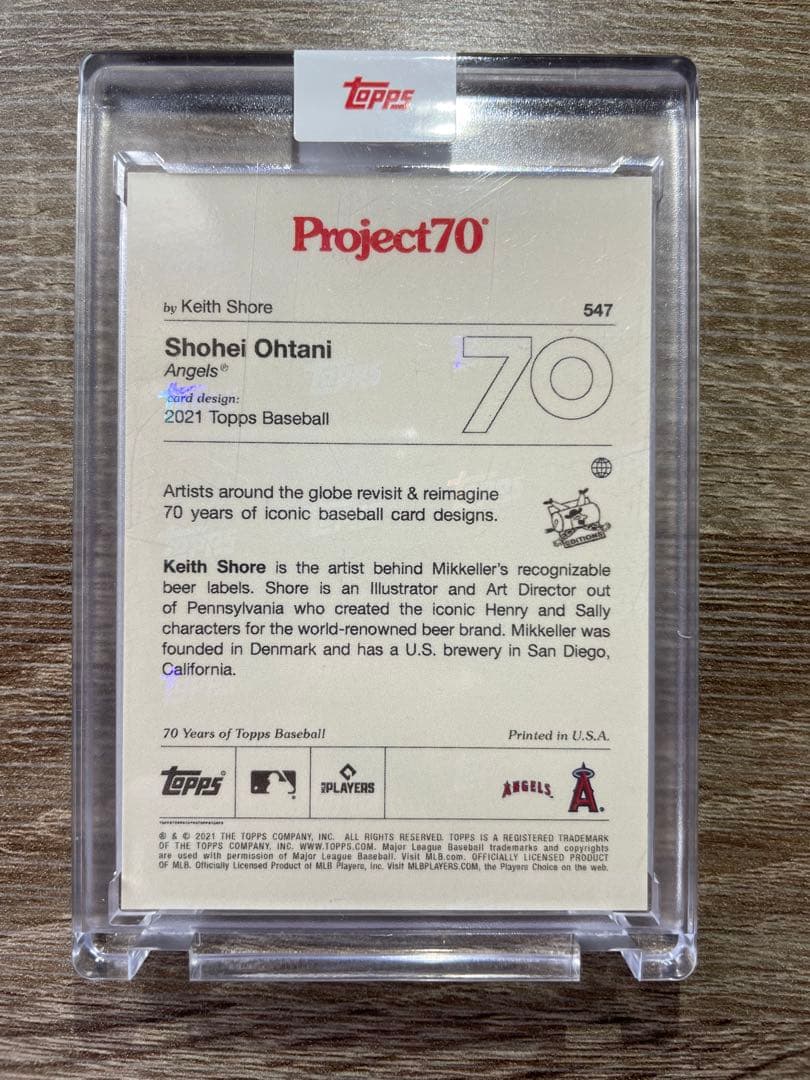 Topps
Project70®
by Keith Shore 547
Shohei Ohtani
Angels®
card design:
2021 Topps Baseball
70
Artists around the globe revisit & reimagine
70 years of iconic baseball card designs.
EDITIONS
Keith Shore is the artist behind Mikkeller's recognizable
beer labels. Shore is an Illustrator and Art Director out
of Pennsylvania who created the iconic Henry and Sally
characters for the world-renowned beer brand. Mikkeller was
founded in Denmark and has a U.S. brewery in San Diego,
California.
70 Years of Topps Baseball Printed in U.S.A.
Topps® MLBPLAYERS ANGELS A®
® & © 2021 THE TOPPS COMPANY, INC. ALL RIGHTS RESERVED. TOPPS IS A REGISTERED TRADEMARK
OF THE TOPPS COMPANY, INC. WWW.TOPPS.COM. Major League Baseball trademarks and copyrights
are used with permission of Major League Baseball. Visit MLB.com. OFFICIALLY LICENSED PRODUCT
OF MLB. Officially Licensed Product of MLB Players, Inc. Visit MLBPLAYERS.COM, the Players Choice on the web.